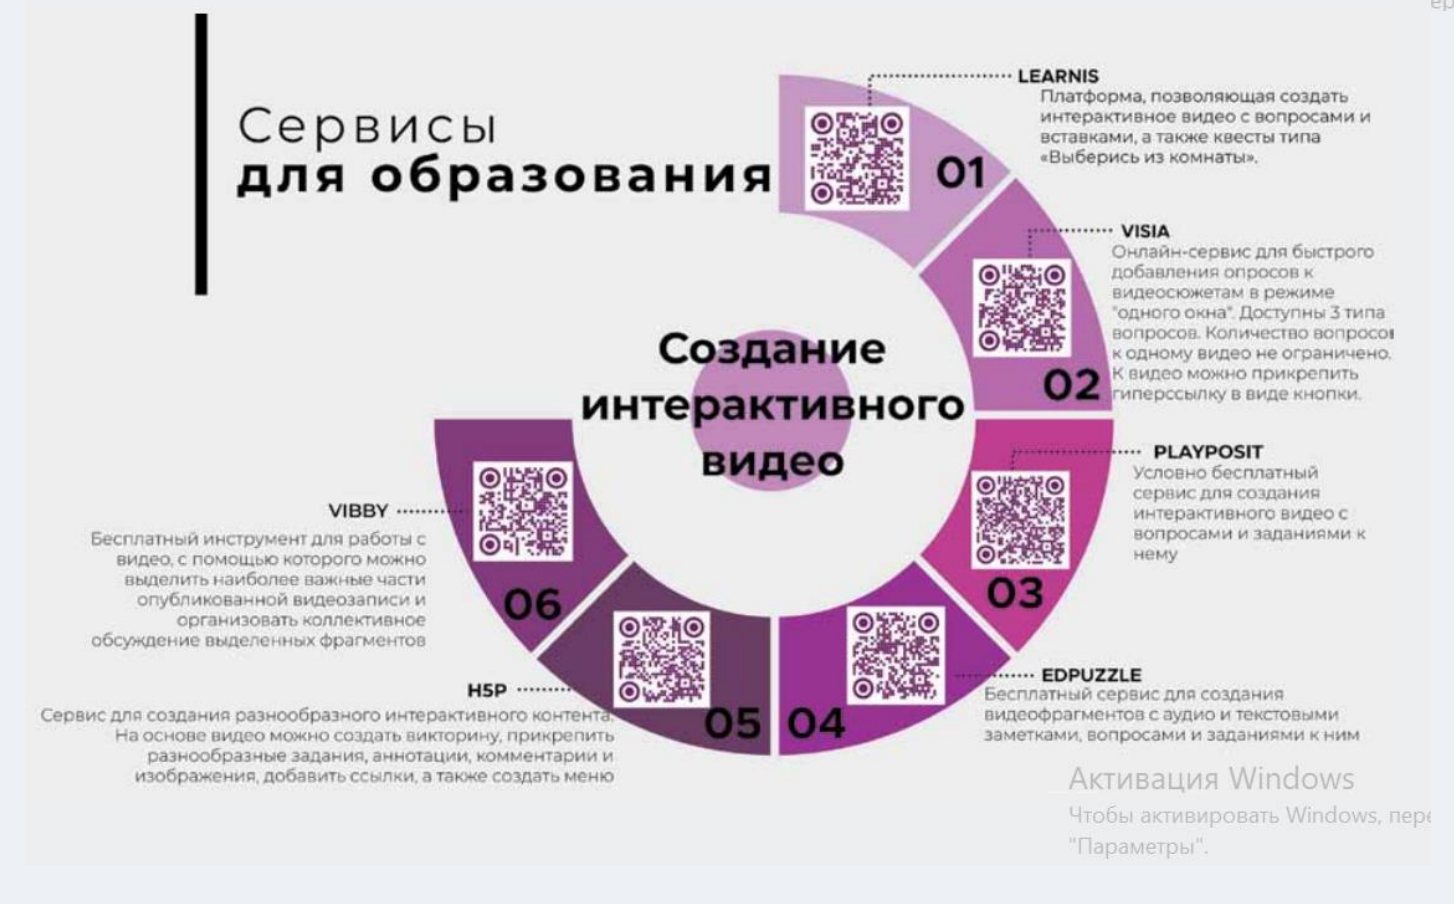 Сервисы
для образования
Создание
интерактивного
видео
LEARNIS
Платформа, позволяющая создать
интерактивное видео с вопросами и
вставками, а также квесты типа
«Выберись из комнаты».
01
VISIA
Онлайн-сервис для быстрого
добавления опросов к
видеосюжетам в режиме
"одного окна". Доступны 3 типа
вопросов. Количество вопросов
к одному видео не ограничено.
К видео можно прикрепить
гиперссылку в виде кнопки.
02
PLAYPOSIT
Условно бесплатный
сервис для создания
интерактивного видео с
вопросами и заданиями к
нему
03
EDPUZZLE
Бесплатный сервис для создания
видеофрагментов с аудио и текстовыми
заметками, вопросами и заданиями к ним
04
H5P
Сервис для создания разнообразного интерактивного контента.
На основе видео можно создать викторину, прикрепить
разнообразные задания, аннотации, комментарии и
изображения, добавить ссылки, а также создать меню
05
VIBBY
Бесплатный инструмент для работы с
видео, с помощью которого можно
выделить наиболее важные части
опубликованной видеозаписи и
организовать коллективное
обсуждение выделенных фрагментов
06
Активация Windows
Чтобы активировать Windows, пере
"Параметры".